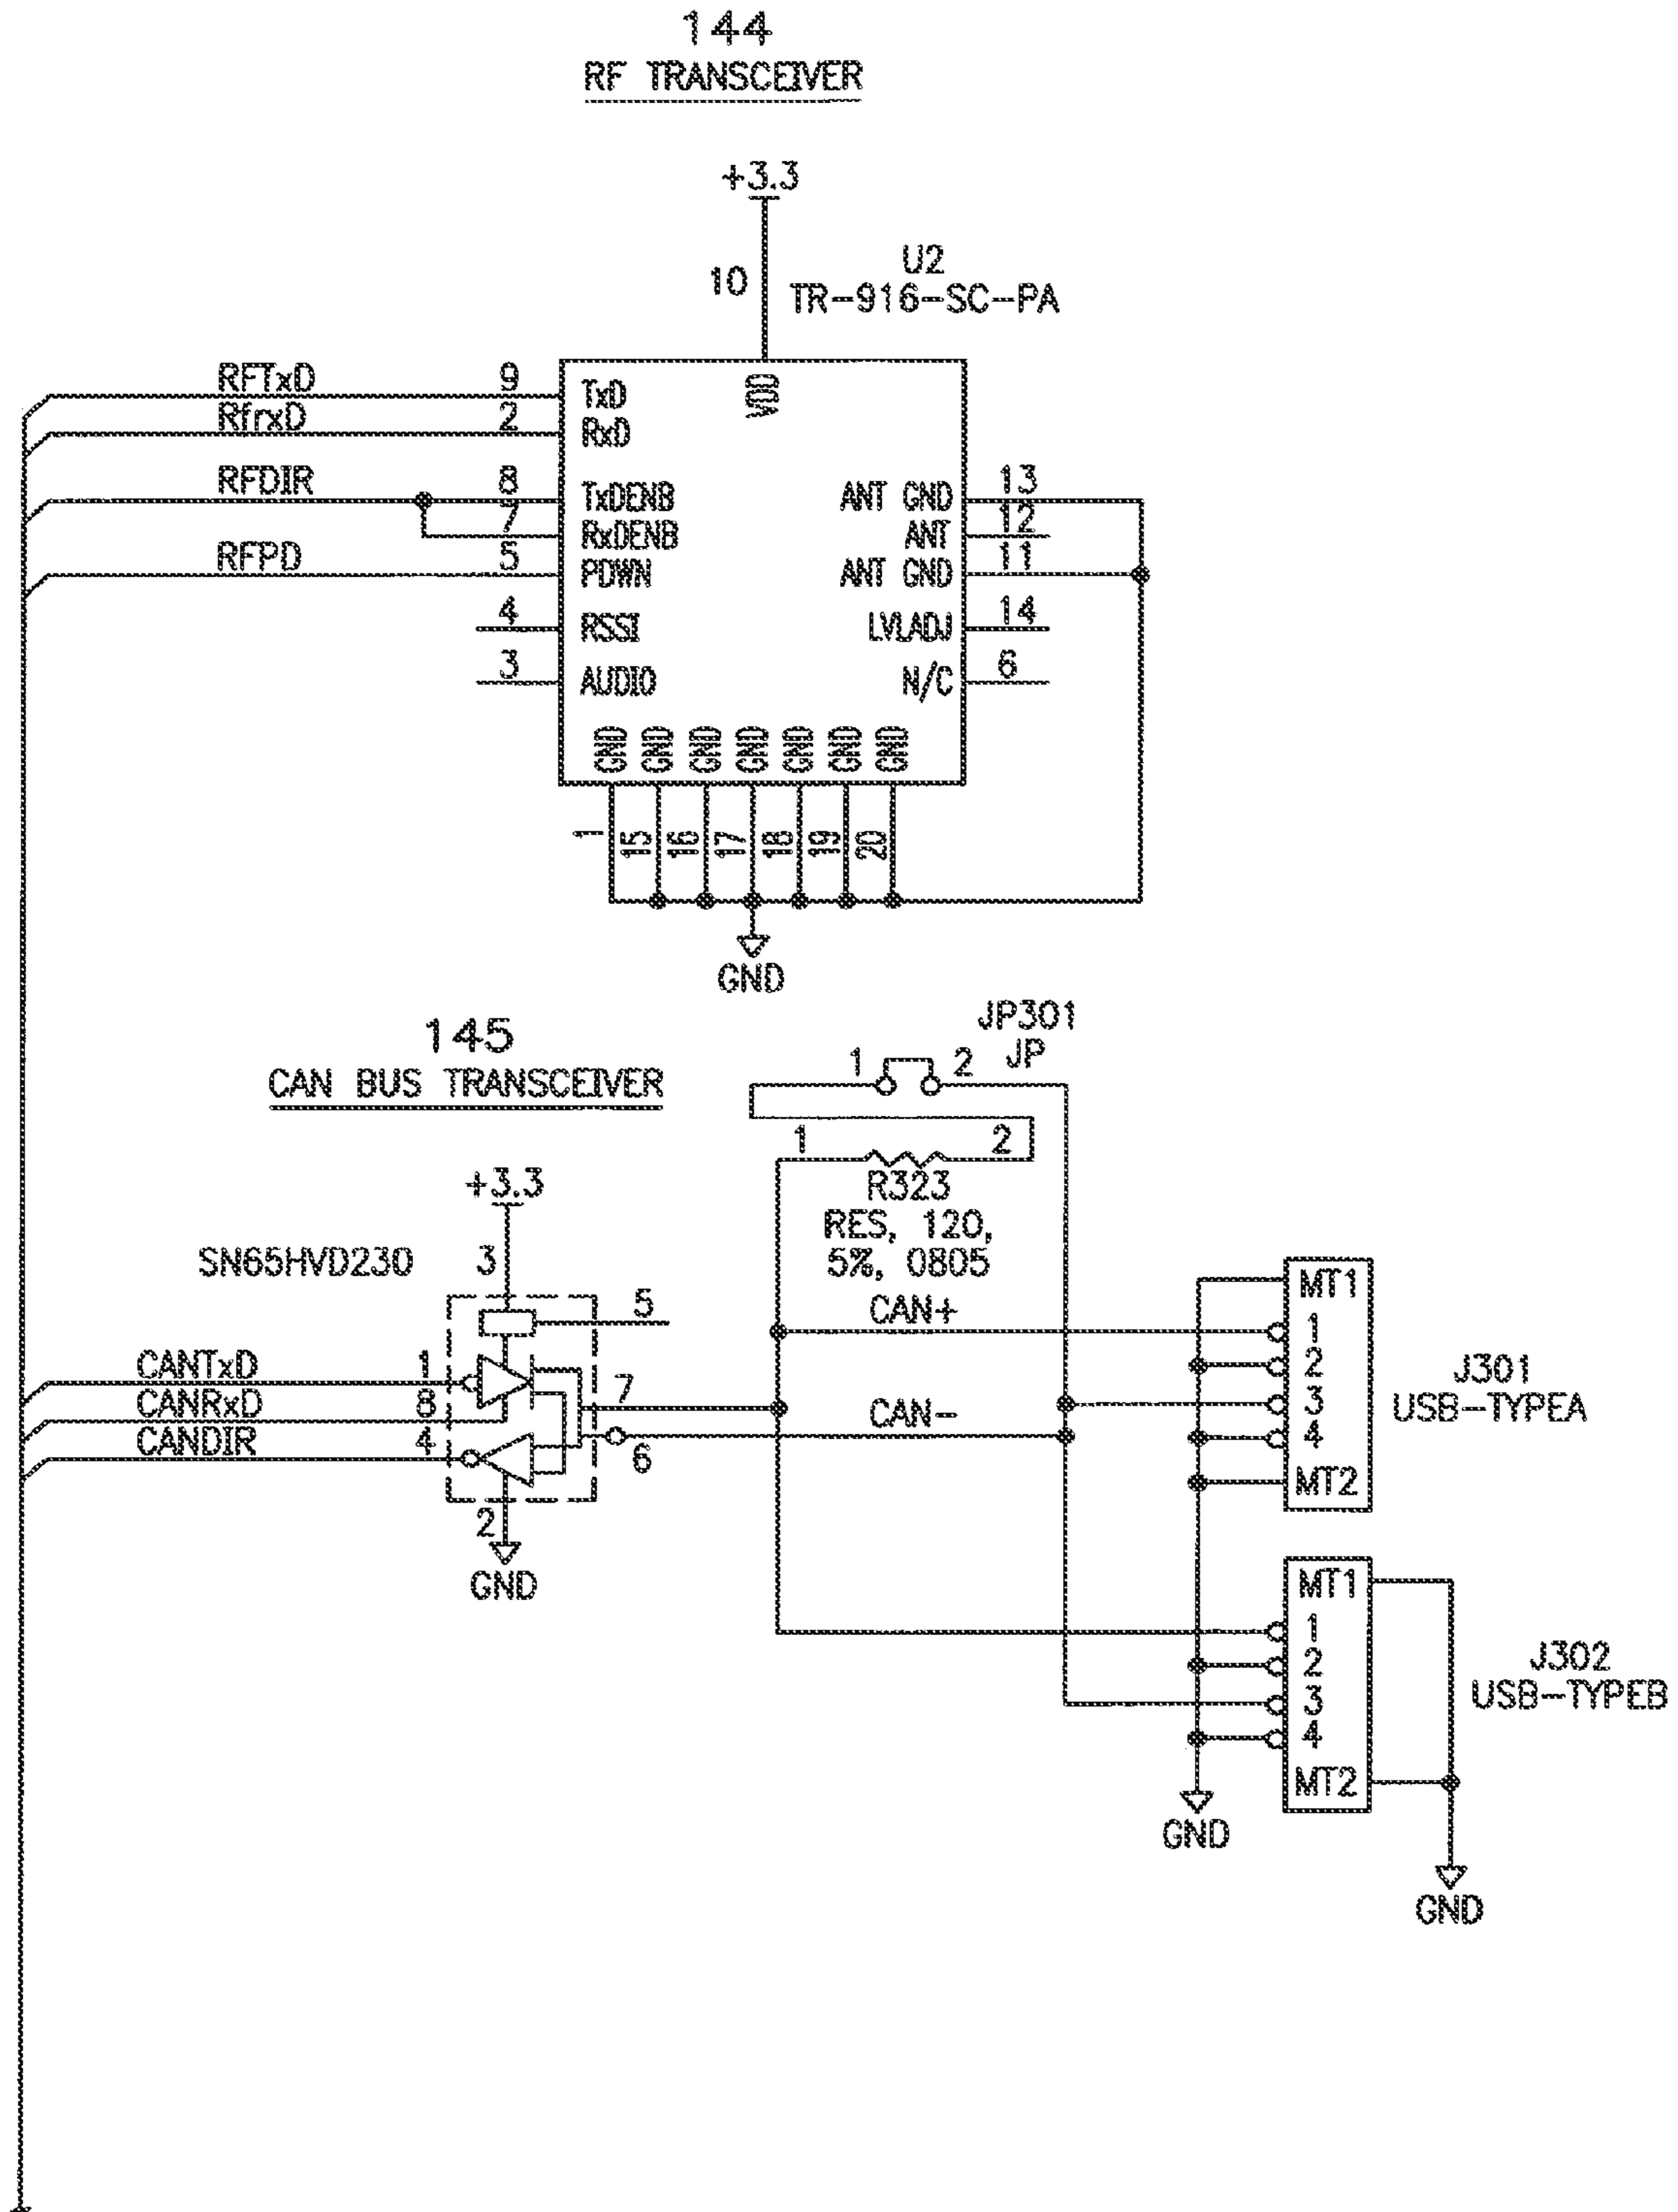 144
RF TRANSCEIVER
+3.3
10
U2
TR-916-SC-PA
VDD
RFTxD 9 TxD
RfrxD 2 RxD
RFDIR 8 TxDENB
7 RxDENB
RFPD 5 PDWN
4 RSSI
3 AUDIO
ANT GND 13
ANT 12
ANT GND 11
LVLADJ 14
N/C 6
GND GND GND GND GND GND GND
1 15 16 17 18 19 20
GND
145
CAN BUS TRANSCEIVER
JP301
JP
1 2
1 2
R323
RES, 120,
5%, 0805
+3.3
SN65HVD230
3
5
CANTxD 1
CANRxD 8
CANDIR 4
7
6
2
GND
CAN+
CAN-
MT1
1
2
3
4
MT2
J301
USB-TYPEA
MT1
1
2
3
4
MT2
J302
USB-TYPEB
GND
GND